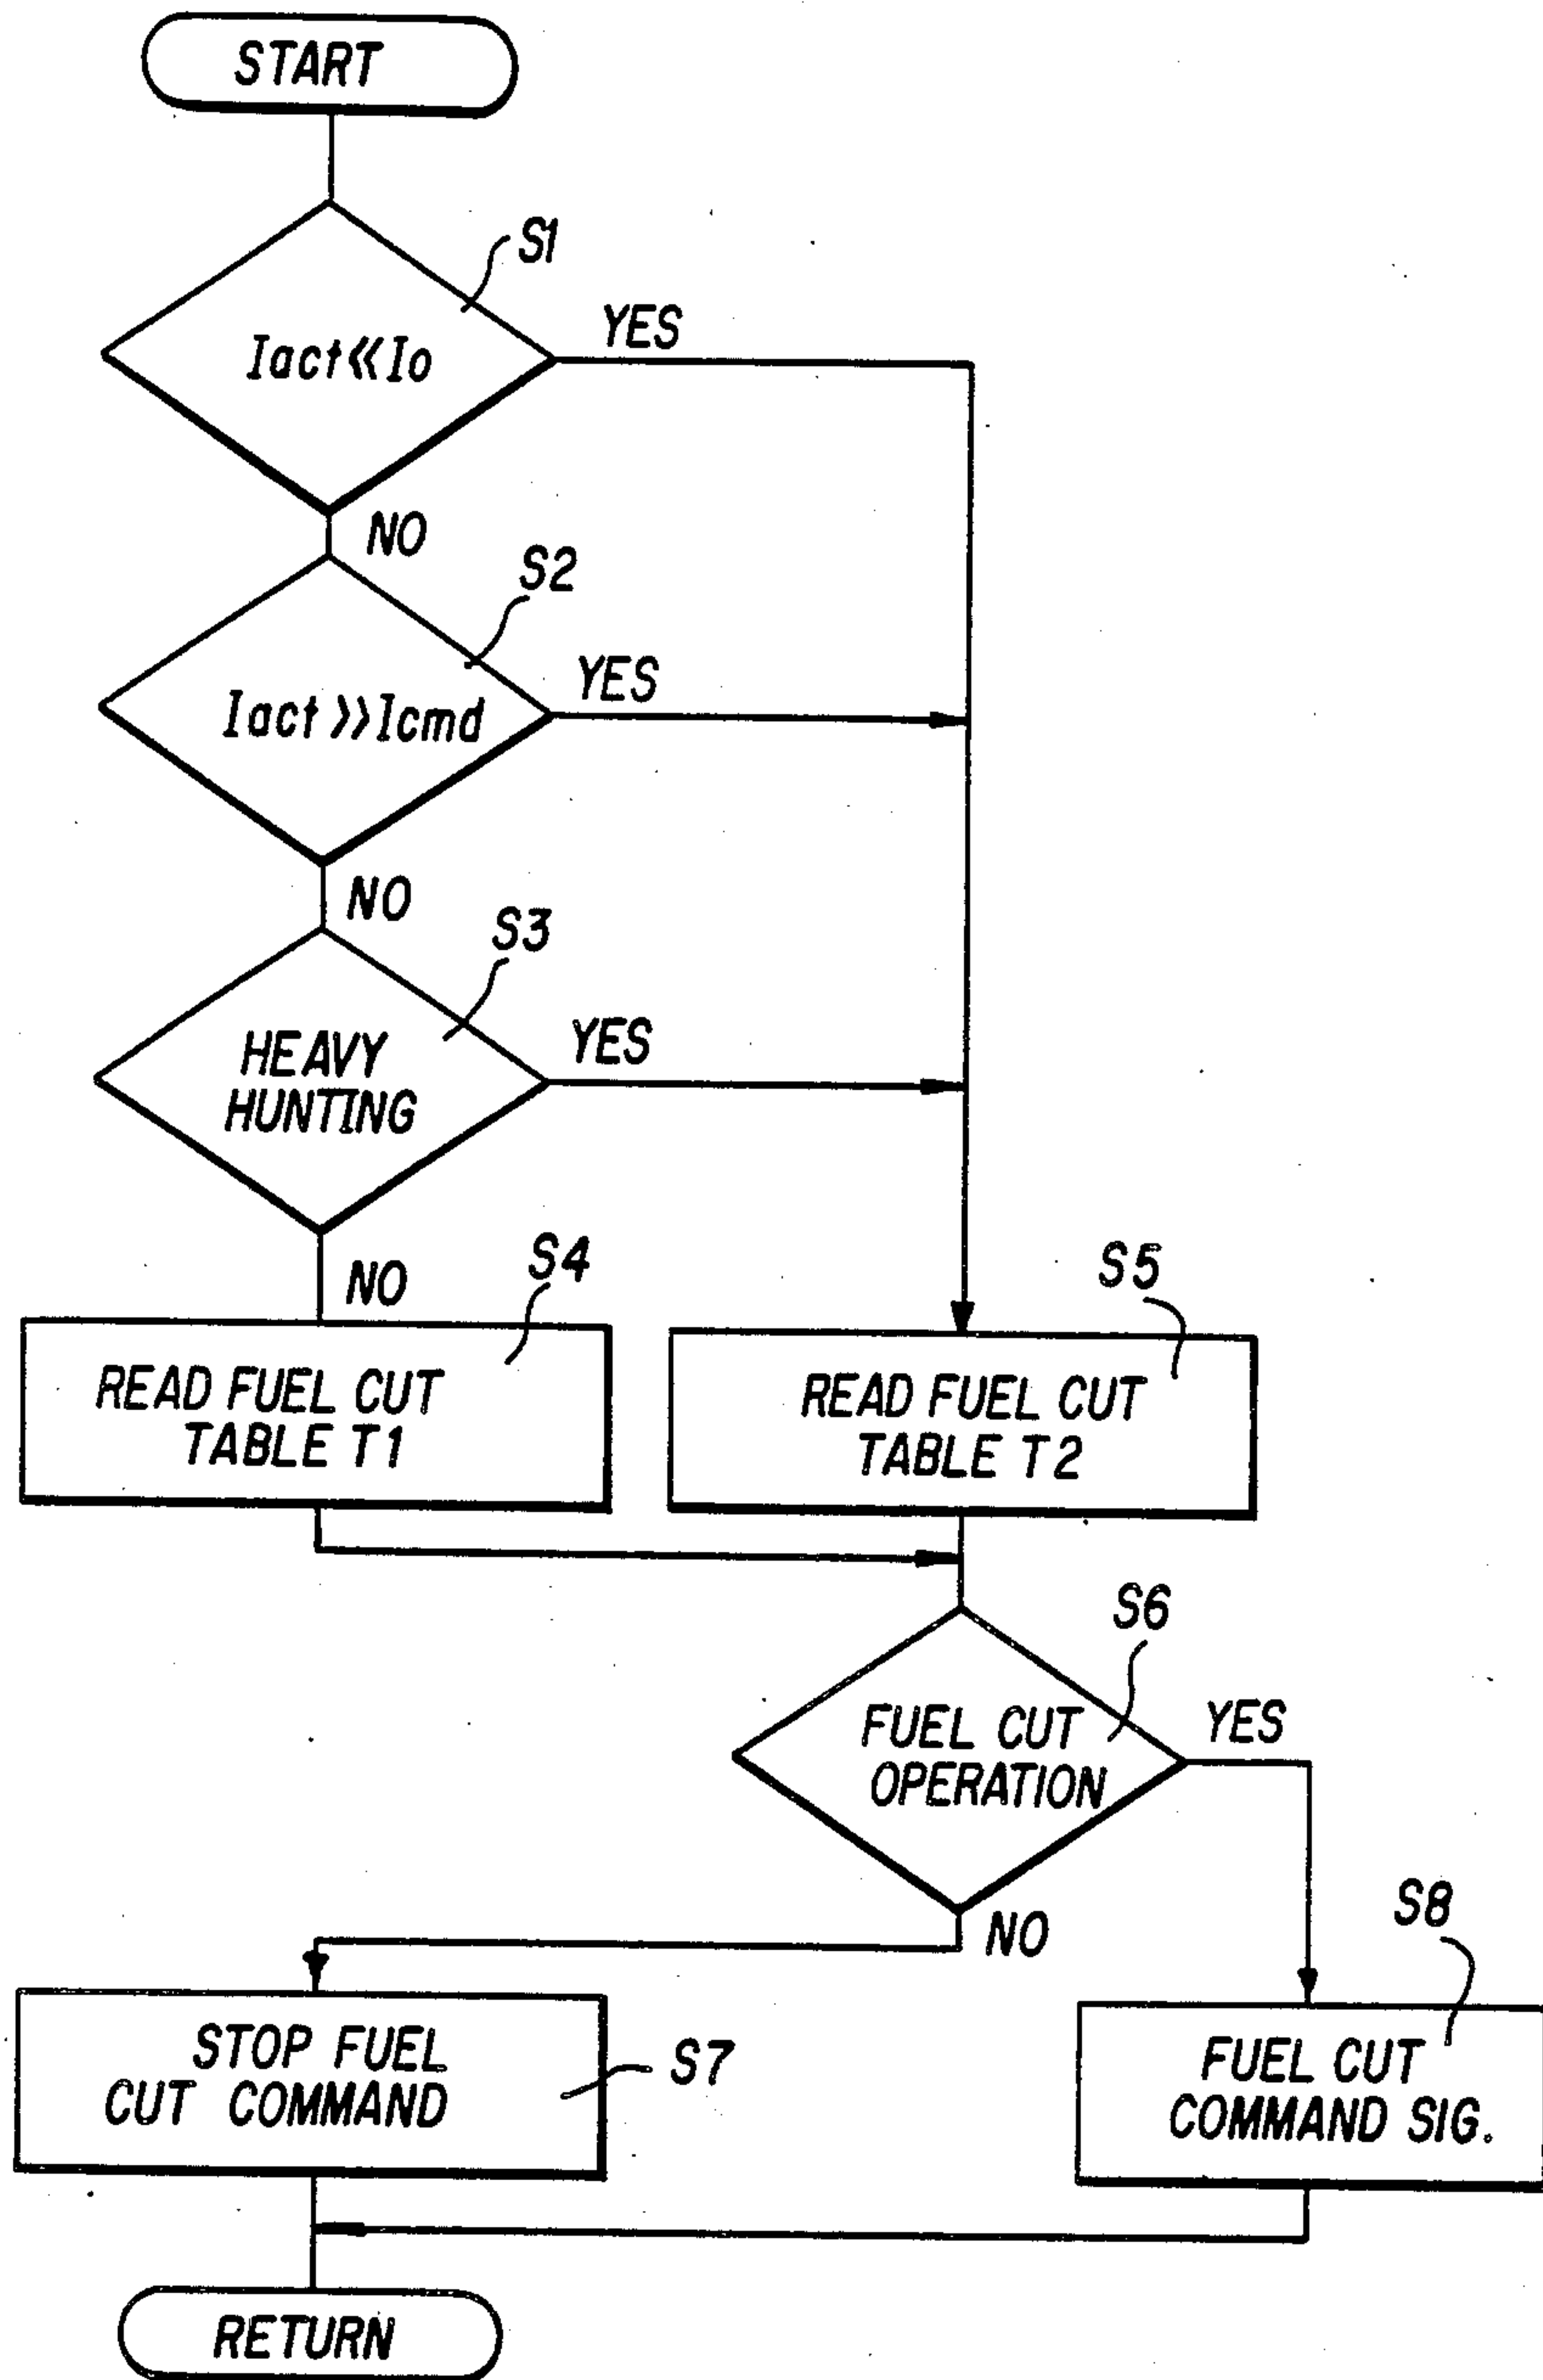 START
S1
Iact≪Io
YES
NO
S2
Iact≫Icmd
YES
NO
S3
HEAVY
HUNTING
YES
NO
S4
READ FUEL CUT
TABLE T1
S5
READ FUEL CUT
TABLE T2
S6
FUEL CUT
OPERATION
YES
NO
STOP FUEL
CUT COMMAND
S7
S8
FUEL CUT
COMMAND SIG.
RETURN